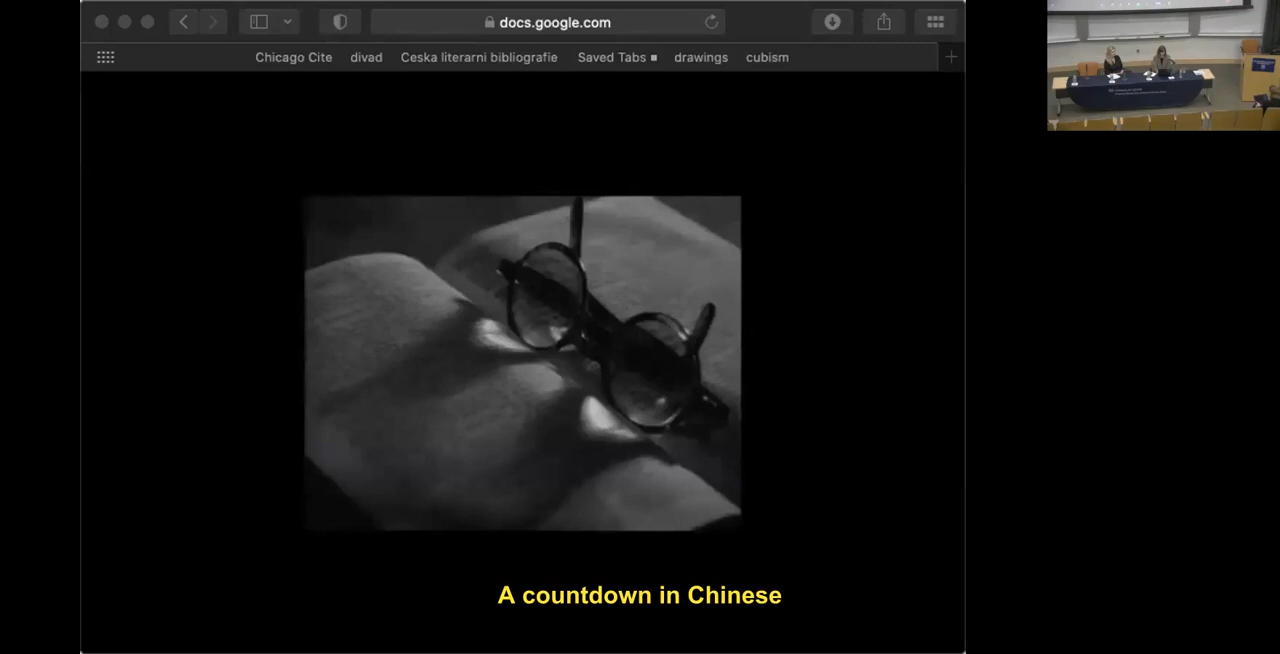 docs.google.com
Chicago Cite divad Ceska literarni bibliografie Saved Tabs drawings cubism
A countdown in Chinese